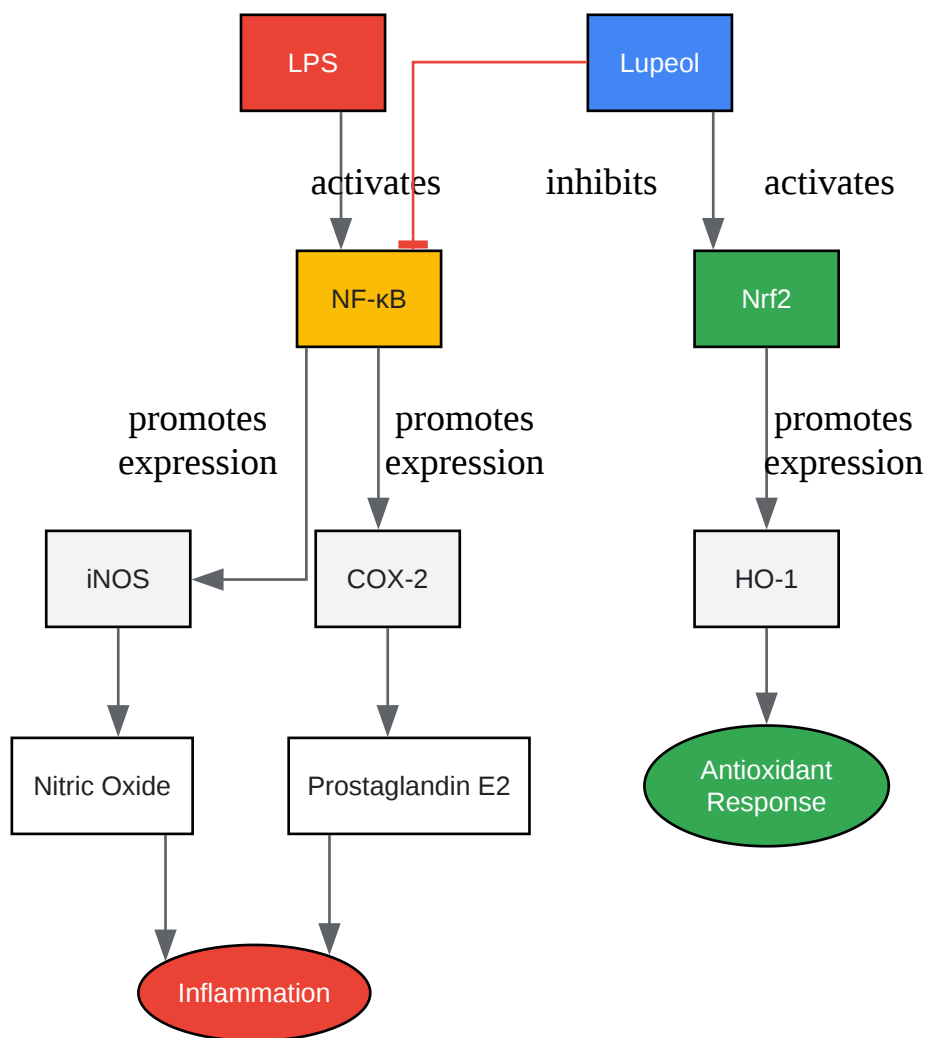 LPS
Lupeol
activates
inhibits
activates
NF-κB
Nrf2
promotes
expression
promotes
expression
promotes
expression
iNOS
COX-2
HO-1
Nitric Oxide
Prostaglandin E2
Antioxidant
Response
Inflammation